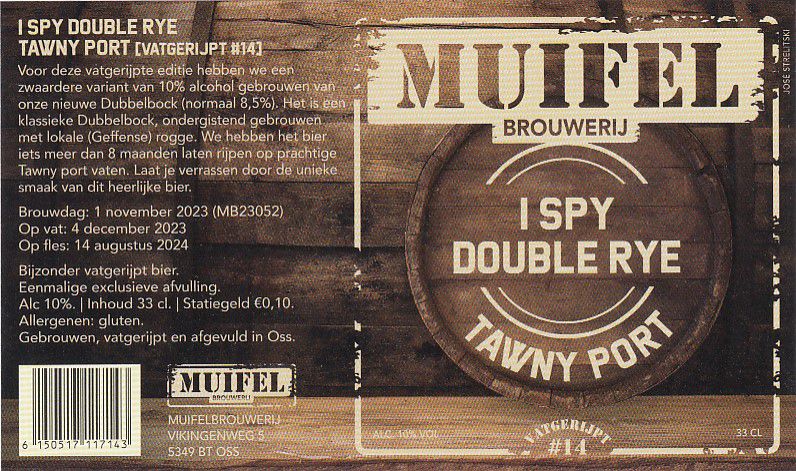 I SPY DOUBLE RYE
TAWNY PORT [VATGERIJPT #14]
Voor deze vatgerijpte editie hebben we een
zwaardere variant van 10% alcohol gebrouwen van
onze nieuwe Dubbelbock (normaal 8,5%). Het is een
klassieke Dubbelbock, ondergistend gebrouwen
met lokale (Geffense) rogge. We hebben het bier
iets meer dan 8 maanden laten rijpen op prachtige
Tawny port vaten. Laat je verrassen door de unieke
smaak van dit heerlijke bier.
Brouwdag: 1 november 2023 (MB23052)
Op vat: 4 december 2023
Op fles: 14 augustus 2024
Bijzonder vatgerijpt bier.
Eenmalige exclusieve afvulling.
Alc 10%. | Inhoud 33 cl. | Statiegeld €0,10.
Allergenen: gluten.
Gebrouwen, vatgerijpt en afgevuld in Oss.
6 150517 117143
MUIFEL
BROUWERIJ
MUIFELBROUWERIJ
VIKINGENWEG 5
5349 BT OSS
MUIFEL
BROUWERIJ
I SPY
DOUBLE RYE
TAWNY PORT
ALC. 10% VOL
VATGERIJPT
#14
33 CL
JOSÉ STRELITSKI